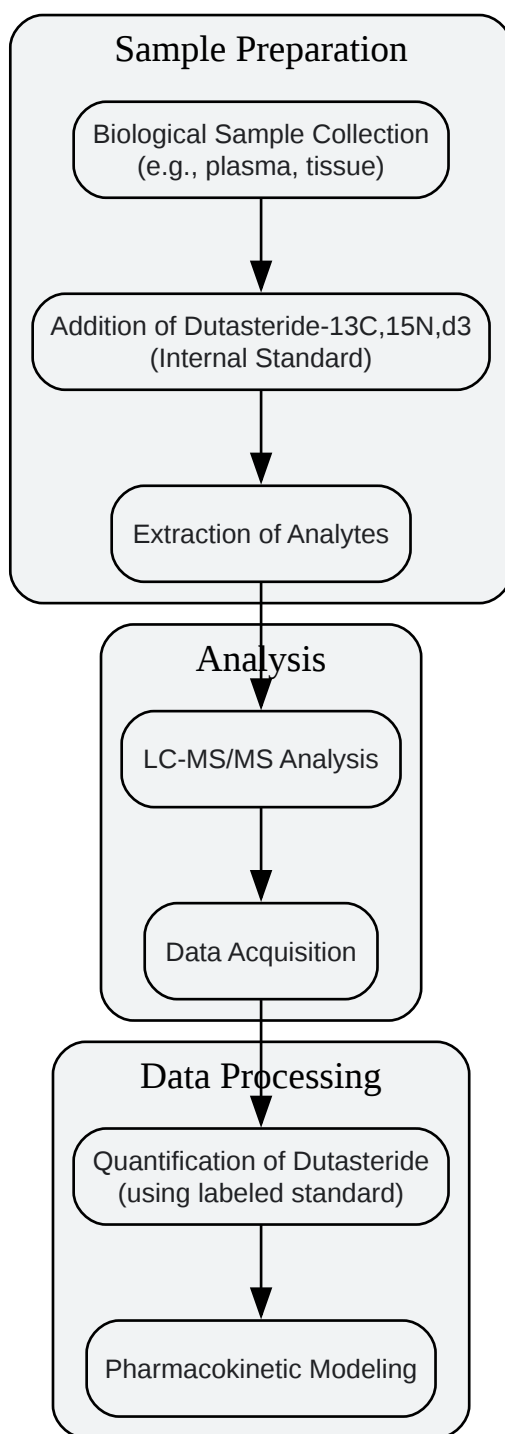 Sample Preparation
Biological Sample Collection
(e.g., plasma, tissue)
Addition of Dutasteride-13C,15N,d3
(Internal Standard)
Extraction of Analytes
Analysis
LC-MS/MS Analysis
Data Acquisition
Data Processing
Quantification of Dutasteride
(using labeled standard)
Pharmacokinetic Modeling